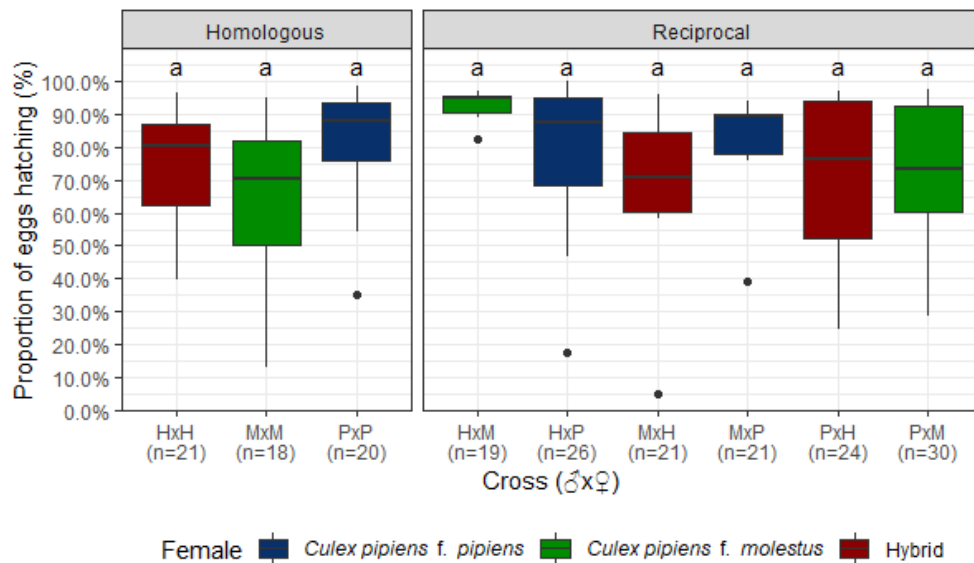 Homologous
Reciprocal
Proportion of eggs hatching (%)
100.0%
90.0%
80.0%
70.0%
60.0%
50.0%
40.0%
30.0%
20.0%
10.0%
0.0%
a a a a a a a a a
HxH MxM PxP HxM HxP MxH MxP PxH PxM
(n=21) (n=18) (n=20) (n=19) (n=26) (n=21) (n=21) (n=24) (n=30)
Cross (♂x♀)
Female Culex pipiens f. pipiens Culex pipiens f. molestus Hybrid